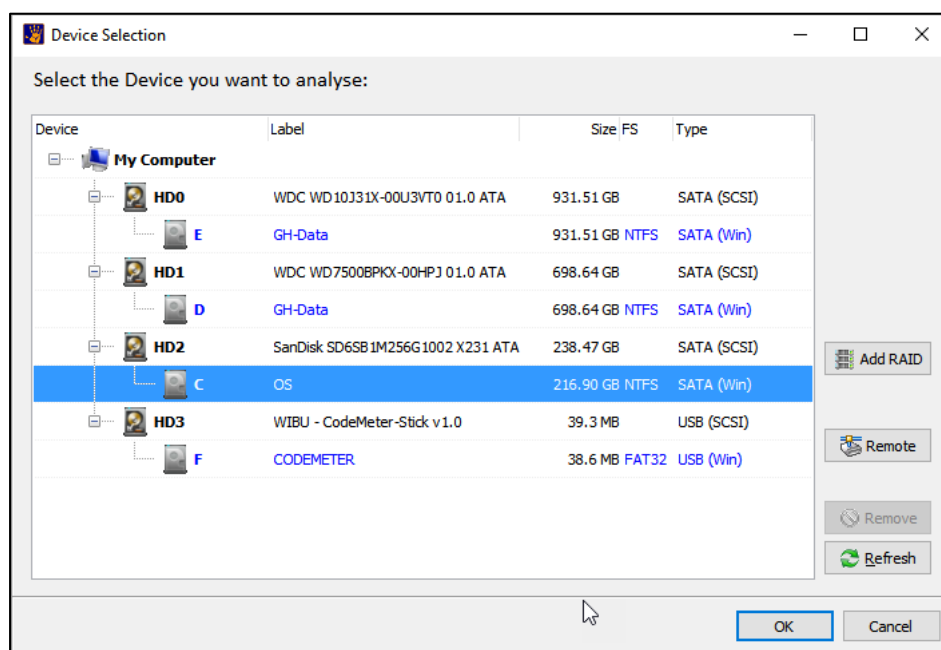 Device Selection
Select the Device you want to analyse:
Device Label Size FS Type
My Computer
HD0 WDC WD10J31X-00U3VT0 01.0 ATA 931.51 GB SATA (SCSI)
E GH-Data 931.51 GB NTFS SATA (Win)
HD1 WDC WD7500BPKX-00HPJ 01.0 ATA 698.64 GB SATA (SCSI)
D GH-Data 698.64 GB NTFS SATA (Win)
HD2 SanDisk SD6SB1M256G1002 X231 ATA 238.47 GB SATA (SCSI)
Add RAID
C OS 216.90 GB NTFS SATA (Win)
HD3 WIBU - CodeMeter-Stick v1.0 39.3 MB USB (SCSI)
Remote
F CODEMETER 38.6 MB FAT32 USB (Win)
Remove
Refresh
OK Cancel